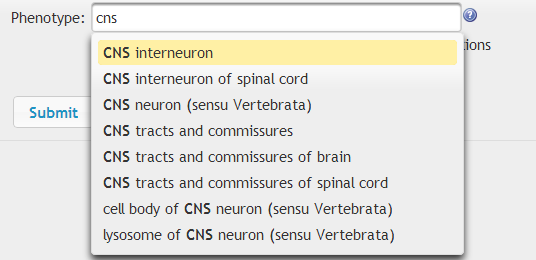 Phenotype: cns
CNS interneuron
CNS interneuron of spinal cord
CNS neuron (sensu Vertebrata)
CNS tracts and commissures
CNS tracts and commissures of brain
CNS tracts and commissures of spinal cord
cell body of CNS neuron (sensu Vertebrata)
lysosome of CNS neuron (sensu Vertebrata)
Submit